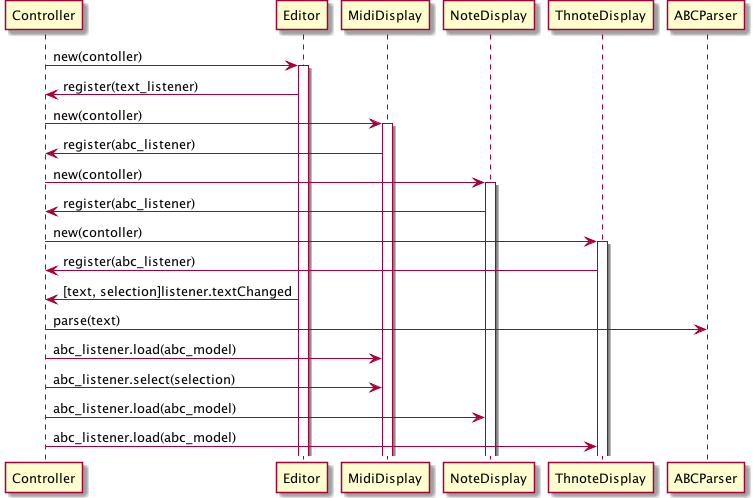 Controller Editor MidiDisplay NoteDisplay ThnoteDisplay ABCParser
new(contoller)
register(text_listener)
new(contoller)
register(abc_listener)
new(contoller)
register(abc_listener)
new(contoller)
register(abc_listener)
[text, selection]listener.textChanged
parse(text)
abc_listener.load(abc_model)
abc_listener.select(selection)
abc_listener.load(abc_model)
abc_listener.load(abc_model)
Controller Editor MidiDisplay NoteDisplay ThnoteDisplay ABCParser